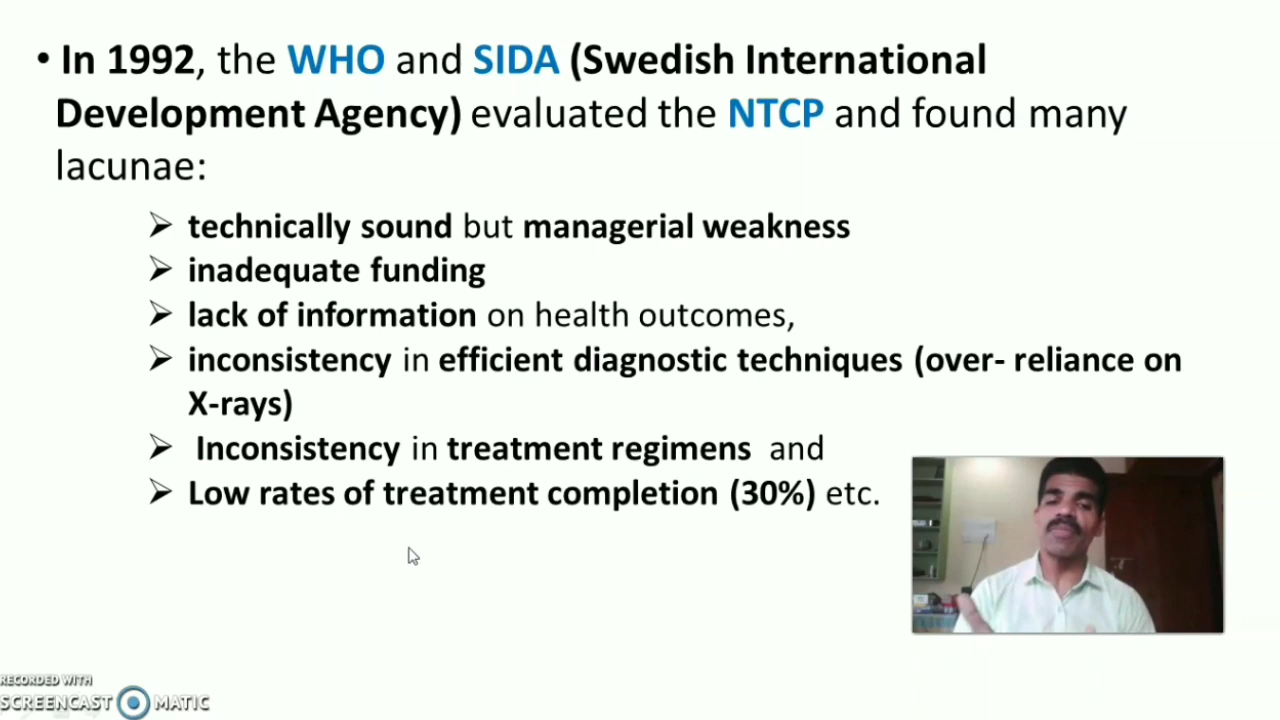 • In 1992, the WHO and SIDA (Swedish International
Development Agency) evaluated the NTCP and found many
lacunae:
➢ technically sound but managerial weakness
➢ inadequate funding
➢ lack of information on health outcomes,
➢ inconsistency in efficient diagnostic techniques (over- reliance on
X-rays)
➢ Inconsistency in treatment regimens and
➢ Low rates of treatment completion (30%) etc.
RECORDED WITH
SCREENCAST MATIC